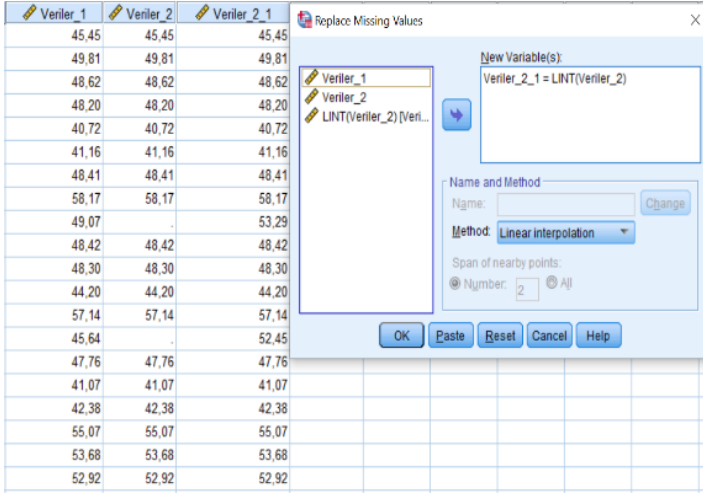 Veriler_1 Veriler_2 Veriler_2_1
45,45 45,45 45,45
49,81 49,81 49,81
48,62 48,62 48,62
48,20 48,20 48,20
40,72 40,72 40,72
41,16 41,16 41,16
48,41 48,41 48,41
58,17 58,17 58,17
49,07 . 53,29
48,42 48,42 48,42
48,30 48,30 48,30
44,20 44,20 44,20
57,14 57,14 57,14
45,64 . 52,45
47,76 47,76 47,76
41,07 41,07 41,07
42,38 42,38 42,38
55,07 55,07 55,07
53,68 53,68 53,68
52,92 52,92 52,92
Replace Missing Values
Veriler_1
Veriler_2
LINT(Veriler_2) [Veri...
New Variable(s):
Veriler_2_1 = LINT(Veriler_2)
Name and Method
Name: Change
Method: Linear interpolation
Span of nearby points:
Number: 2 All
OK Paste Reset Cancel Help